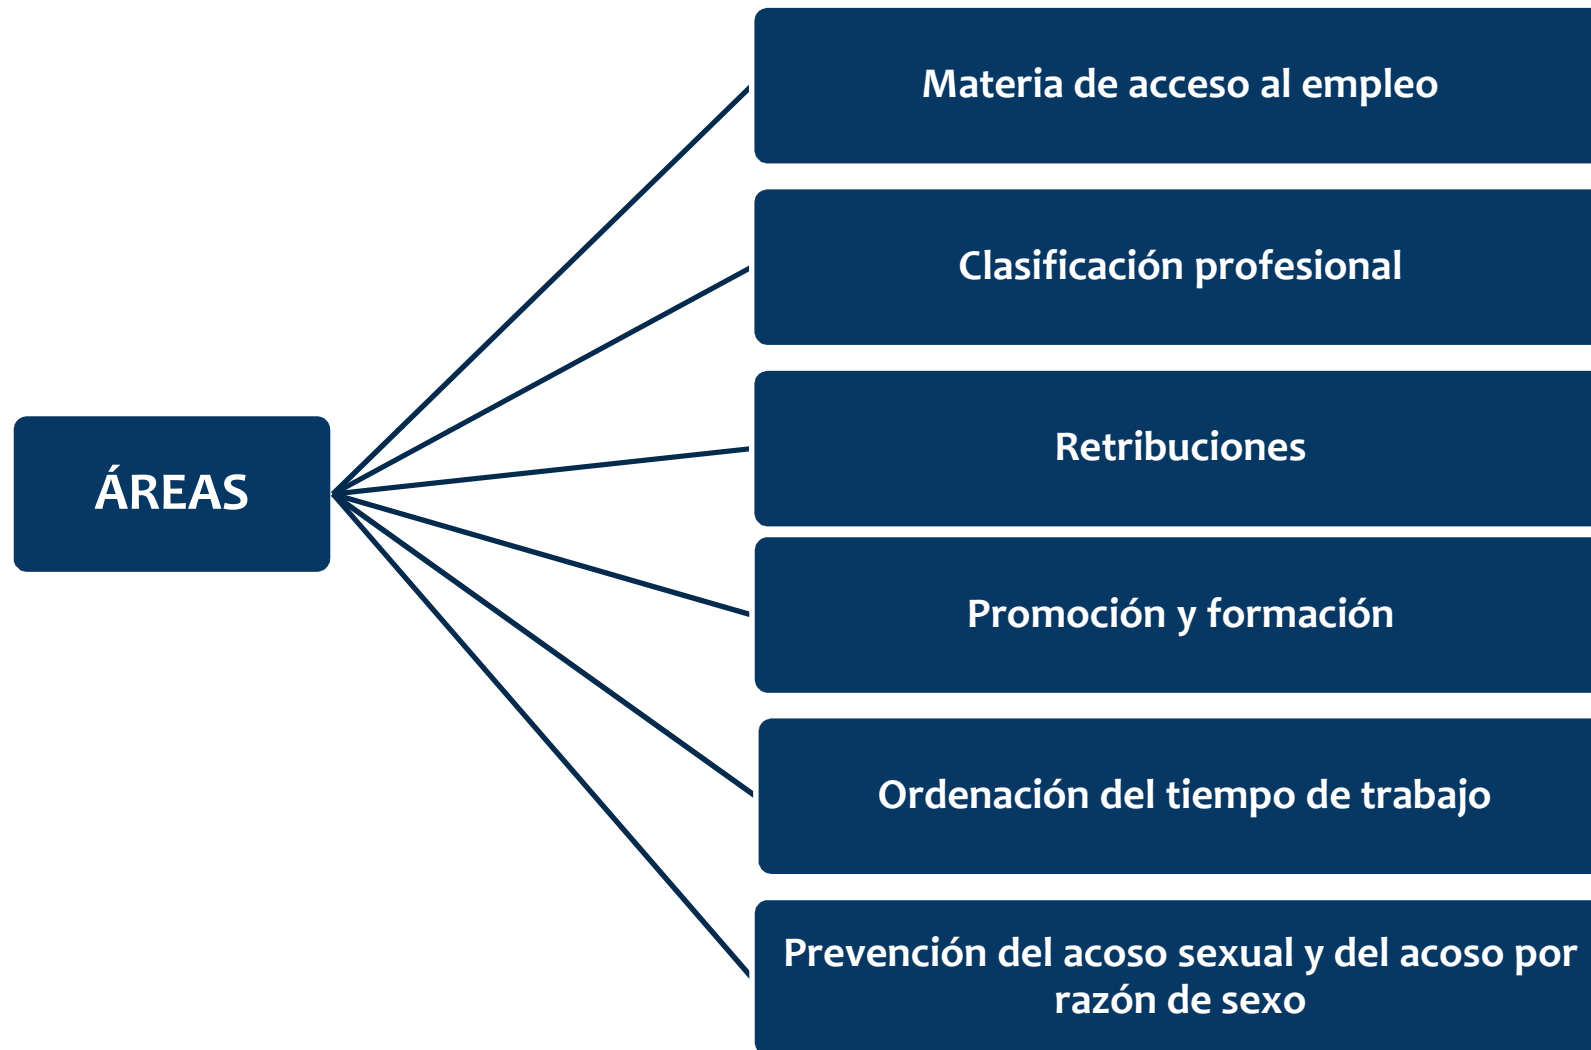 ÁREAS
Materia de acceso al empleo
Clasificación profesional
Retribuciones
Promoción y formación
Ordenación del tiempo de trabajo
Prevención del acoso sexual y del acoso por
razón de sexo